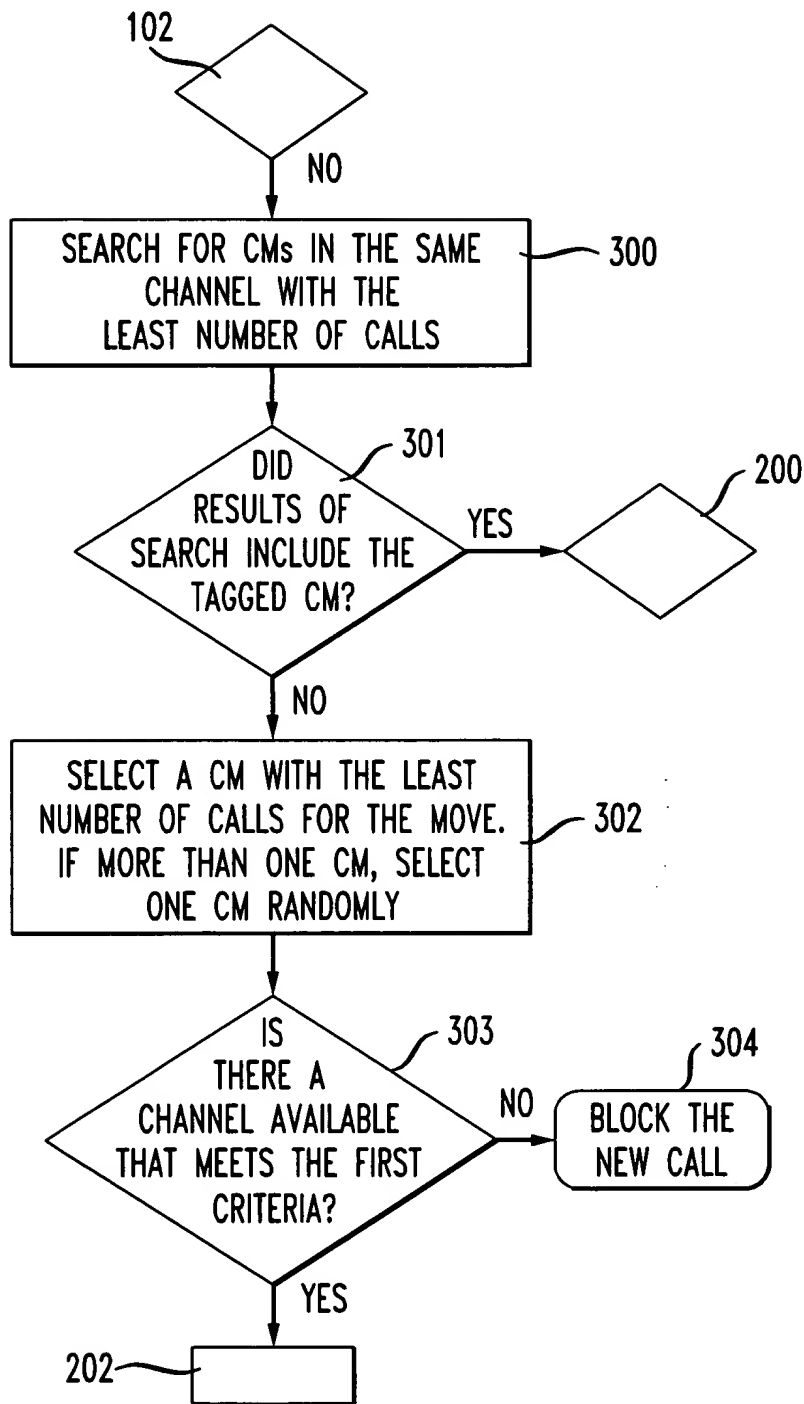 102
NO
SEARCH FOR CMs IN THE SAME
CHANNEL WITH THE
LEAST NUMBER OF CALLS
300
DID
RESULTS OF
SEARCH INCLUDE THE
TAGGED CM?
301
YES
200
NO
SELECT A CM WITH THE LEAST
NUMBER OF CALLS FOR THE MOVE.
IF MORE THAN ONE CM, SELECT
ONE CM RANDOMLY
302
IS
THERE A
CHANNEL AVAILABLE
THAT MEETS THE FIRST
CRITERIA?
303
NO
304
BLOCK THE
NEW CALL
YES
202